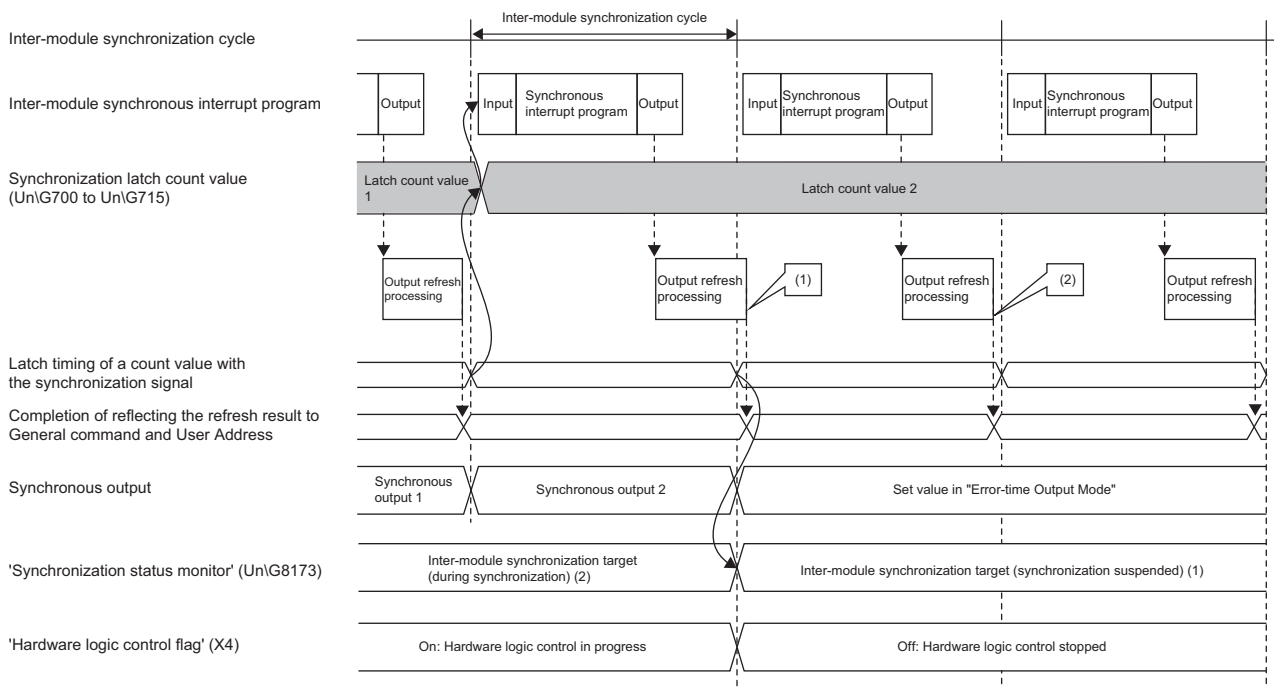 Inter-module synchronization cycle
Inter-module synchronization cycle
Inter-module synchronous interrupt program
Output
Input
Synchronous
interrupt program
Output
Input
Synchronous
interrupt program
Output
Input
Synchronous
interrupt program
Output
Synchronization latch count value
(Un\G700 to Un\G715)
Latch count value
1
Latch count value 2
Output refresh
processing
Output refresh
processing
(1)
Output refresh
processing
(2)
Output refresh
processing
Latch timing of a count value with
the synchronization signal
Completion of reflecting the refresh result to
General command and User Address
Synchronous output
Synchronous
output 1
Synchronous output 2
Set value in "Error-time Output Mode"
'Synchronization status monitor' (Un\G8173)
Inter-module synchronization target
(during synchronization) (2)
Inter-module synchronization target (synchronization suspended) (1)
'Hardware logic control flag' (X4)
On: Hardware logic control in progress
Off: Hardware logic control stopped